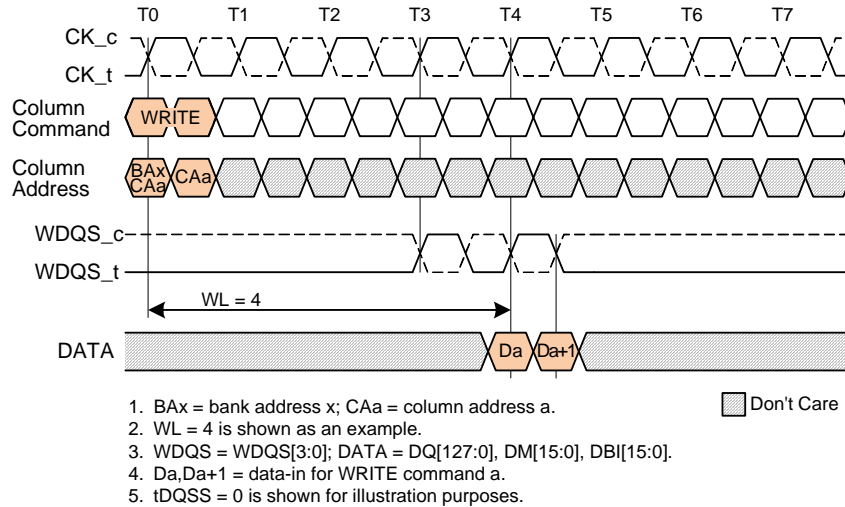 T0 T1 T2 T3 T4 T5 T6 T7
CK_c
CK_t
Column
Command
WRITE
Column
Address
BAx
CAa
CAa
WDQS_c
WDQS_t
WL = 4
DATA
Da Da+1
1. BAx = bank address x; CAa = column address a.
Don't Care
2. WL = 4 is shown as an example.
3. WDQS = WDQS[3:0]; DATA = DQ[127:0], DM[15:0], DBI[15:0].
4. Da,Da+1 = data-in for WRITE command a.
5. tDQSS = 0 is shown for illustration purposes.